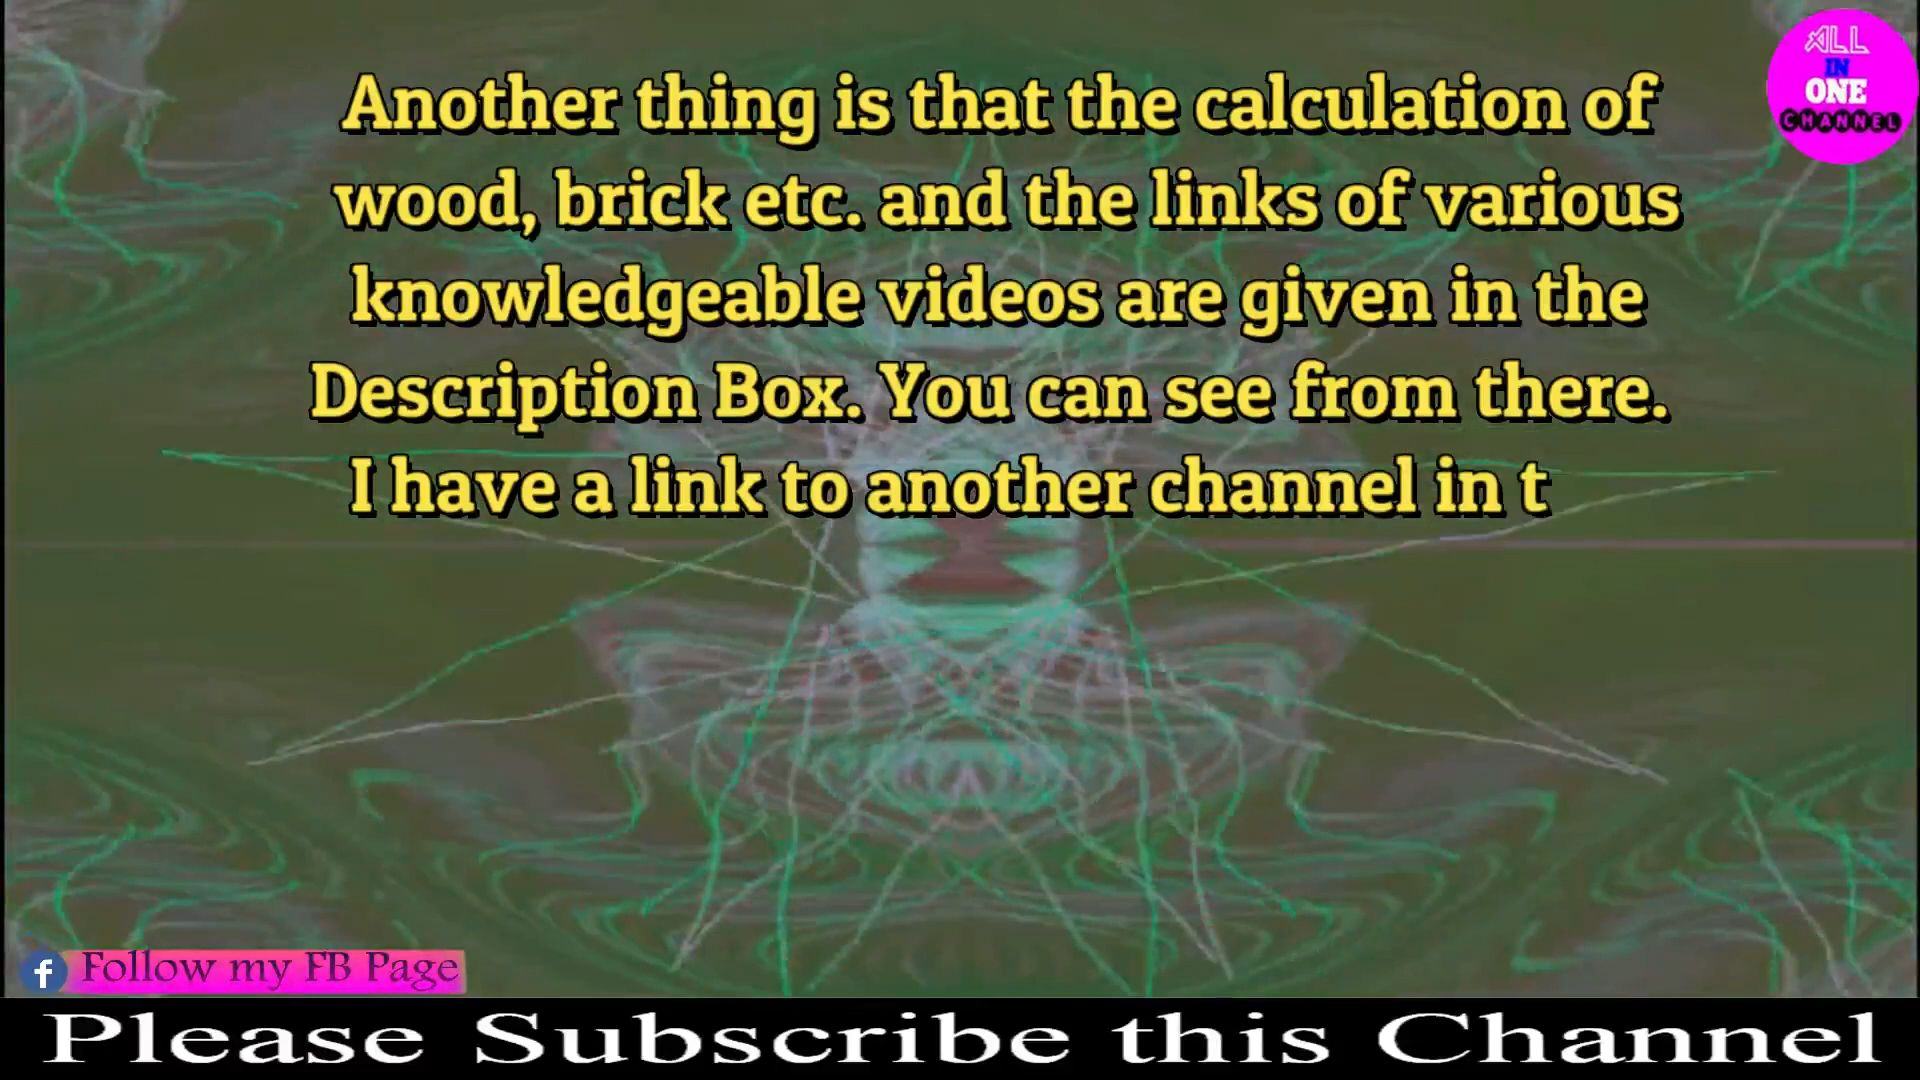 ALL
IN
ONE
CHANNEL
Another thing is that the calculation of
wood, brick etc. and the links of various
knowledgeable videos are given in the
Description Box. You can see from there.
I have a link to another channel in t
f Follow my FB Page
Please Subscribe this Channel